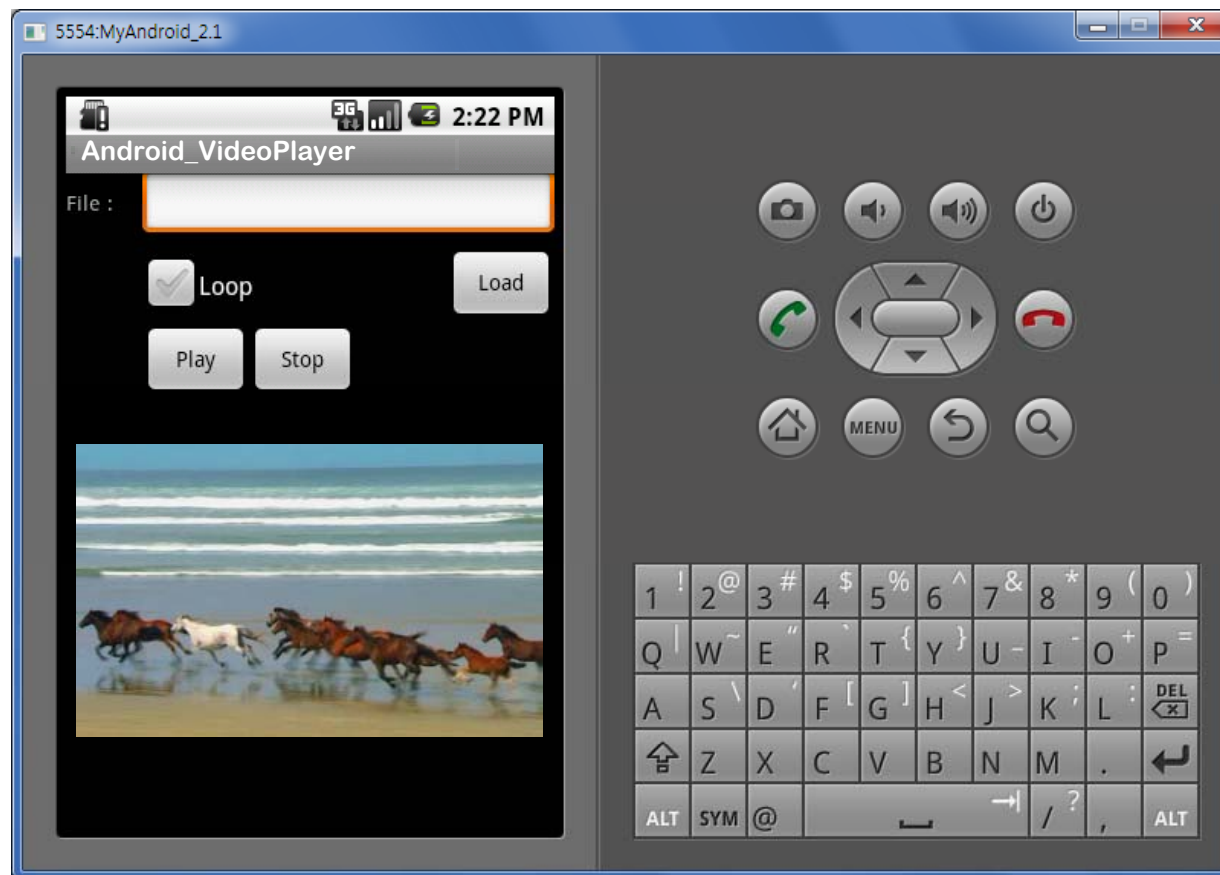 5554:MyAndroid_2.1
3G 2:22 PM
Android_VideoPlayer
File :
Loop
Load
Play
Stop
MENU
1 ! 2 @ 3 # 4 $ 5 % 6 ^ 7 & 8 * 9 ( 0 )
Q | W ~ E " R ` T { Y } U _ I - O + P =
A S \ D ' F [ G ] H < J > K ; L : DEL
Z X C V B N M .
ALT SYM @ / ? , ALT